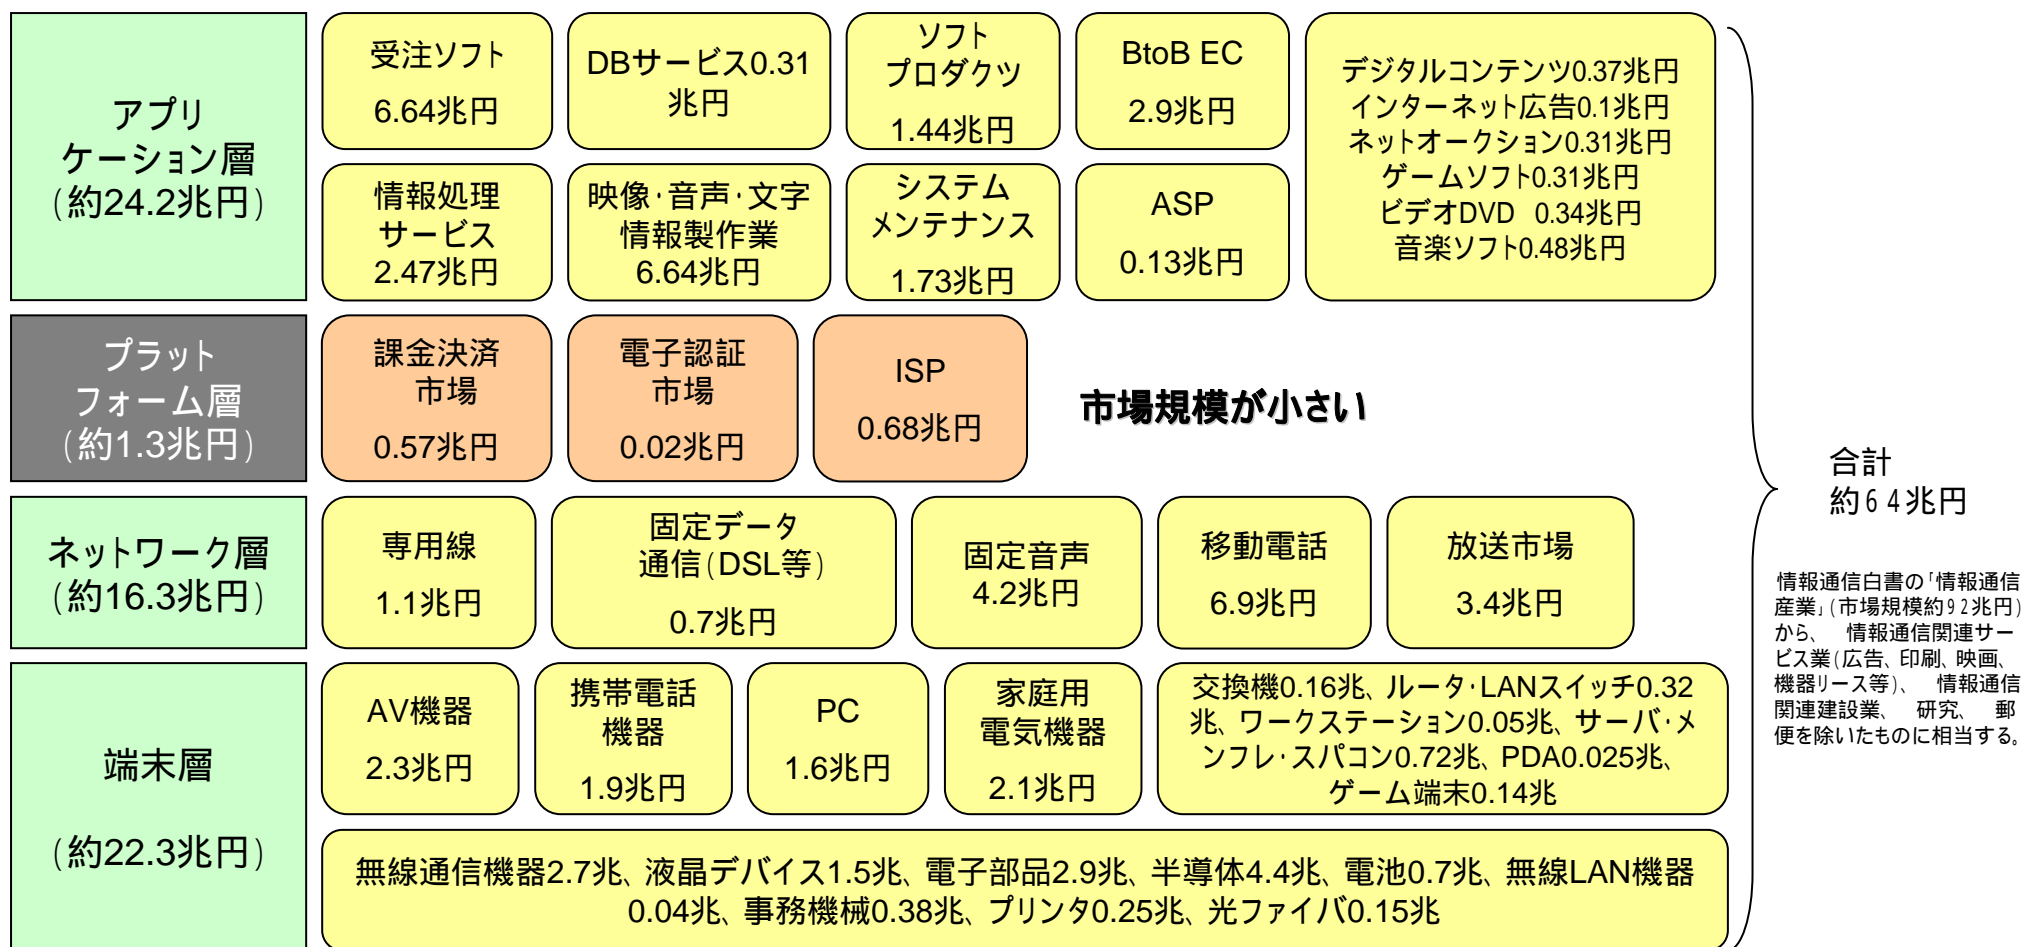 アプリ
ケーション層
(約24.2兆円)
受注ソフト
6.64兆円
DBサービス0.31
兆円
ソフト
プロダクツ
1.44兆円
BtoB EC
2.9兆円
デジタルコンテンツ0.37兆円
インターネット広告0.1兆円
ネットオークション0.31兆円
ゲームソフト0.31兆円
ビデオDVD 0.34兆円
音楽ソフト0.48兆円
情報処理
サービス
2.47兆円
映像・音声・文字
情報製作業
6.64兆円
システム
メンテナンス
1.73兆円
ASP
0.13兆円
プラット
フォーム層
(約1.3兆円)
課金決済
市場
0.57兆円
電子認証
市場
0.02兆円
ISP
0.68兆円
市場規模が小さい
ネットワーク層
(約16.3兆円)
専用線
1.1兆円
固定データ
通信(DSL等)
0.7兆円
固定音声
4.2兆円
移動電話
6.9兆円
放送市場
3.4兆円
端末層
(約22.3兆円)
AV機器
2.3兆円
携帯電話
機器
1.9兆円
PC
1.6兆円
家庭用
電気機器
2.1兆円
交換機0.16兆、ルータ・LANスイッチ0.32
兆、ワークステーション0.05兆、サーバ・メ
ンフレ・スパコン0.72兆、PDA0.025兆、
ゲーム端末0.14兆
無線通信機器2.7兆、液晶デバイス1.5兆、電子部品2.9兆、半導体4.4兆、電池0.7兆、無線LAN機器
0.04兆、事務機械0.38兆、プリンタ0.25兆、光ファイバ0.15兆
合計
約64兆円
情報通信白書の「情報通信
産業」(市場規模約92兆円)
から、 情報通信関連サー
ビス業(広告、印刷、映画、
機器リース等)、 情報通信
関連建設業、 研究、 郵
便を除いたものに相当する。